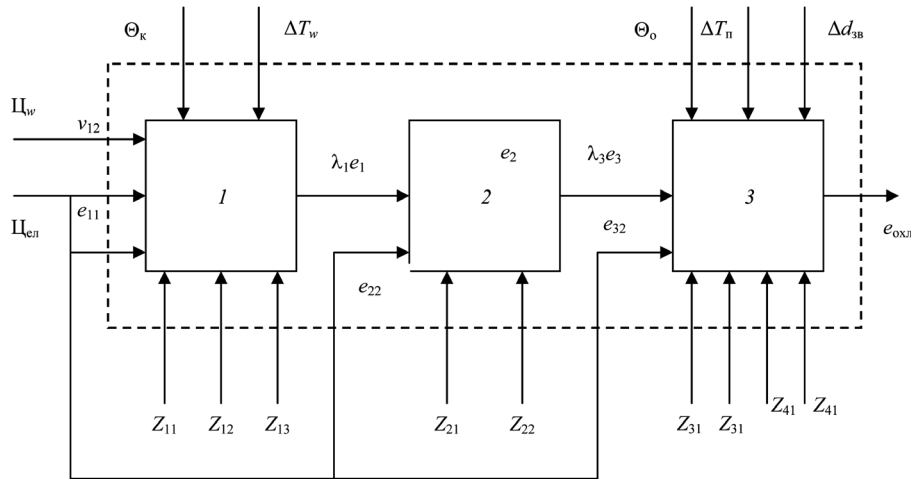 Θк ΔTw Θо ΔTп Δdзв
Цw
v12
λ1e1 e2 λ3e3
1 2 3
e11 e32
Цел eохл
e22
Z11 Z12 Z13 Z21 Z22 Z31 Z31 Z41 Z41